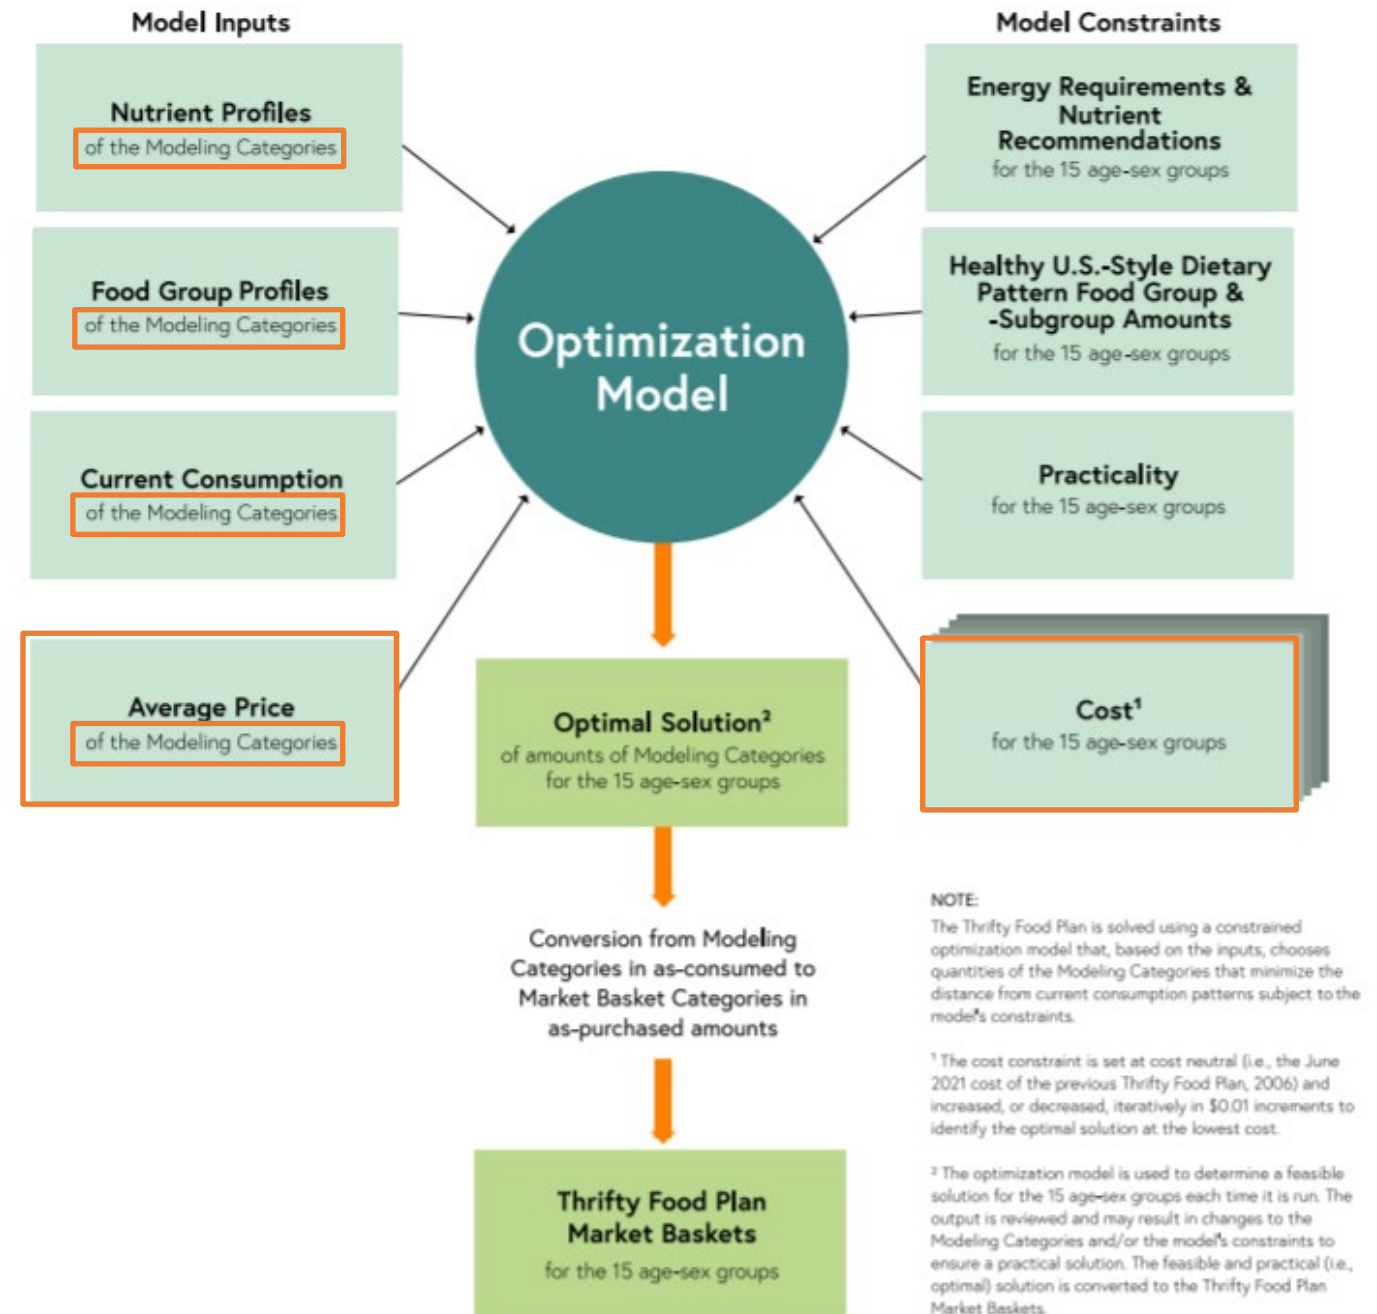 Model Inputs
Nutrient Profiles
of the Modeling Categories
Food Group Profiles
of the Modeling Categories
Current Consumption
of the Modeling Categories
Average Price
of the Modeling Categories
Optimization
Model
Model Constraints
Energy Requirements &
Nutrient
Recommendations
for the 15 age-sex groups
Healthy U.S.-Style Dietary
Pattern Food Group &
-Subgroup Amounts
for the 15 age-sex groups
Practicality
for the 15 age-sex groups
Cost¹
for the 15 age-sex groups
Optimal Solution²
of amounts of Modeling Categories
for the 15 age-sex groups
Conversion from Modeling
Categories in as-consumed to
Market Basket Categories in
as-purchased amounts
Thrifty Food Plan
Market Baskets
for the 15 age-sex groups
NOTE:
The Thrifty Food Plan is solved using a constrained
optimization model that, based on the inputs, chooses
quantities of the Modeling Categories that minimize the
distance from current consumption patterns subject to the
model's constraints.
¹ The cost constraint is set at cost neutral (i.e., the June
2021 cost of the previous Thrifty Food Plan, 2006) and
increased, or decreased, iteratively in $0.01 increments to
identify the optimal solution at the lowest cost.
² The optimization model is used to determine a feasible
solution for the 15 age-sex groups each time it is run. The
output is reviewed and may result in changes to the
Modeling Categories and/or the model's constraints to
ensure a practical solution. The feasible and practical (i.e.,
optimal) solution is converted to the Thrifty Food Plan
Market Baskets.